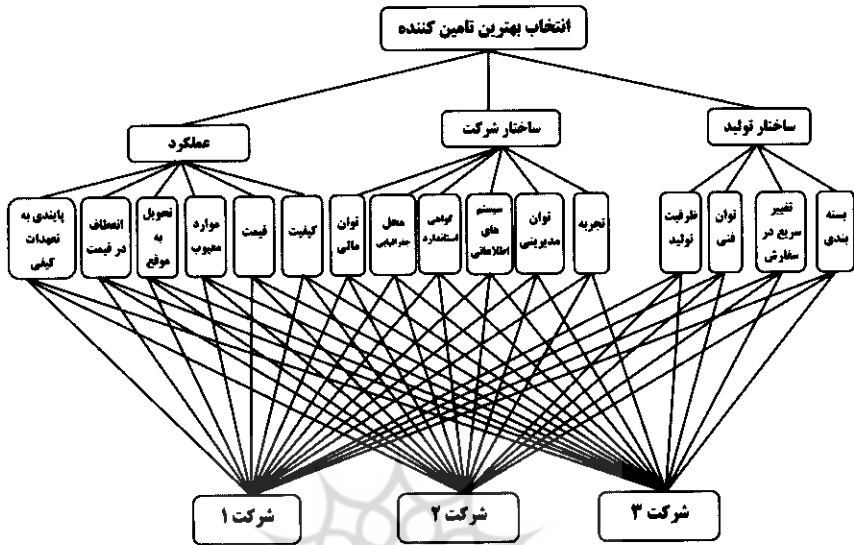 انتخاب بهترین تامین کننده
ساختار تولید
ساختار شرکت
عملکرد
بسته
بندی
تغییر
سریع در
سفارش
توان
فنی
ظرفیت
تولید
تجربه
توان
مدیریتی
سیستم
های
اطلاعاتی
گواهی
استاندارد
محل
جغرافیایی
توان
مالی
کیفیت
قیمت
موارد
معیوب
تحویل
به
موقع
انعطاف
در قیمت
پایندی به
تعهدات
کیفی
شرکت ۳
شرکت ۲
شرکت ۱